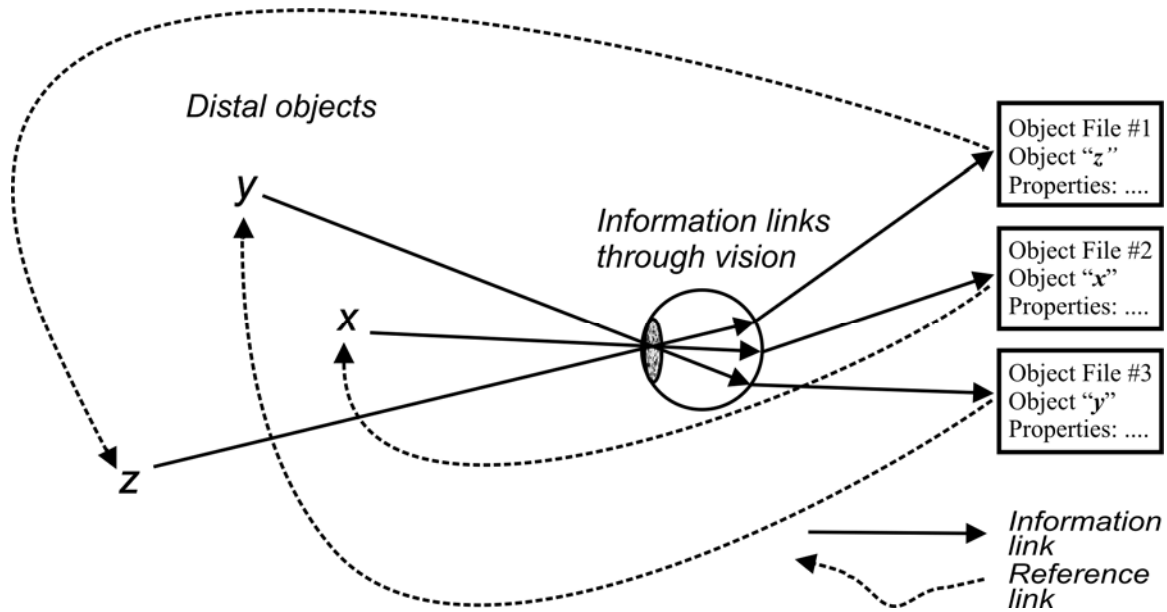 Distal objects
y
x
z
Information links
through vision
Object File #1
Object “z”
Properties: ....
Object File #2
Object “x”
Properties: ....
Object File #3
Object “y”
Properties: ....
Information
link
Reference
link